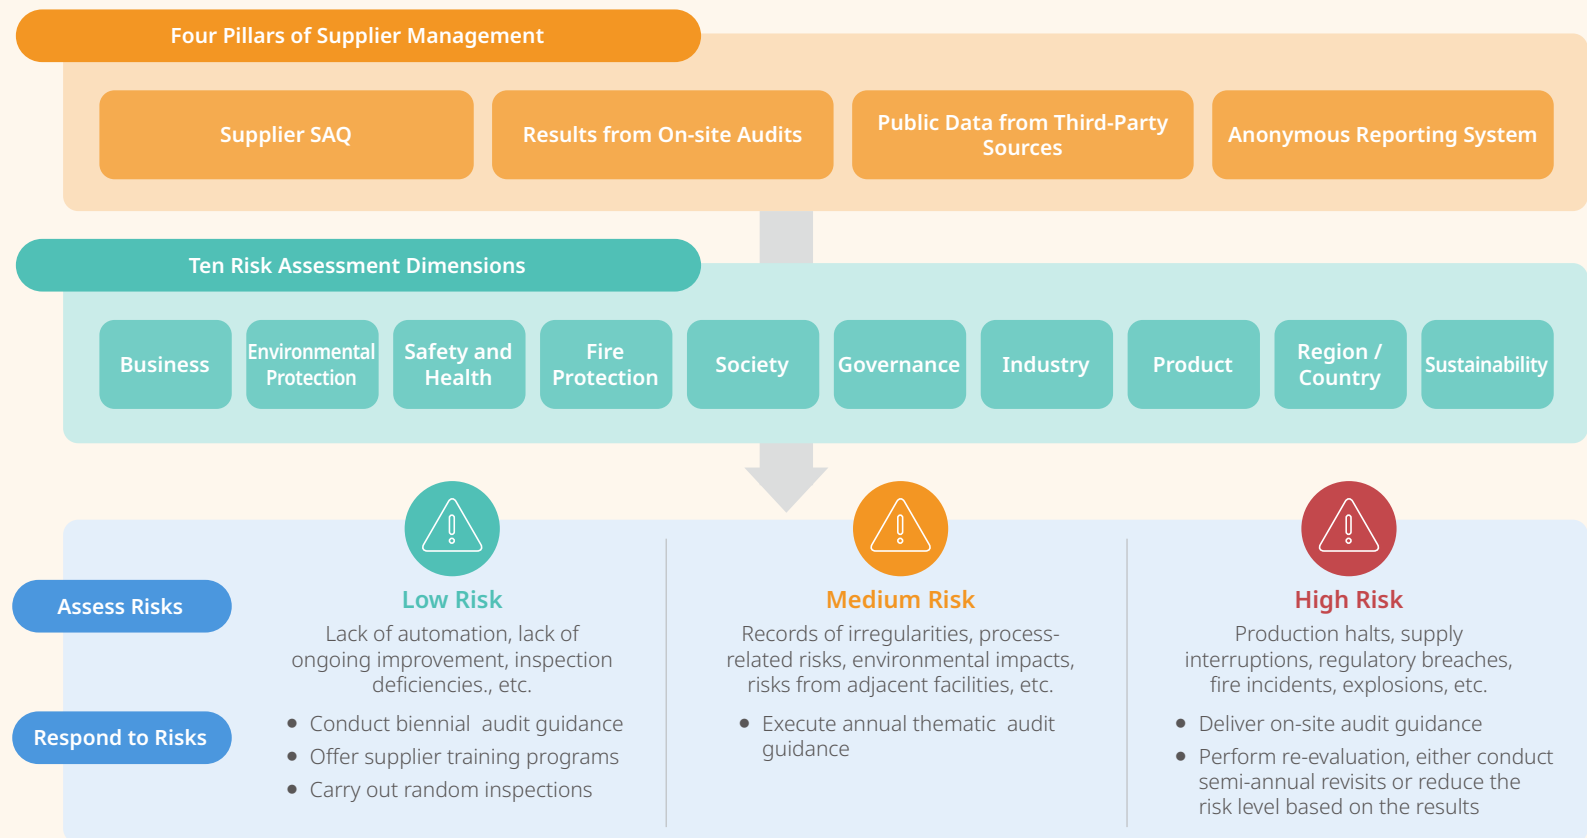 Four Pillars of Supplier Management
Supplier SAQ
Results from On-site Audits
Public Data from Third-Party
Sources
Anonymous Reporting System
Ten Risk Assessment Dimensions
Business
Environmental
Protection
Safety and
Health
Fire
Protection
Society
Governance
Industry
Product
Region /
Country
Sustainability
Assess Risks
Low Risk
Lack of automation, lack of
ongoing improvement, inspection
deficiencies., etc.
Medium Risk
Records of irregularities, process-
related risks, environmental impacts,
risks from adjacent facilities, etc.
High Risk
Production halts, supply
interruptions, regulatory breaches,
fire incidents, explosions, etc.
Respond to Risks
• Conduct biennial  audit guidance
• Offer supplier training programs
• Carry out random inspections
• Execute annual thematic  audit
guidance
• Deliver on-site audit guidance
• Perform re-evaluation, either conduct
semi-annual revisits or reduce the
risk level based on the results